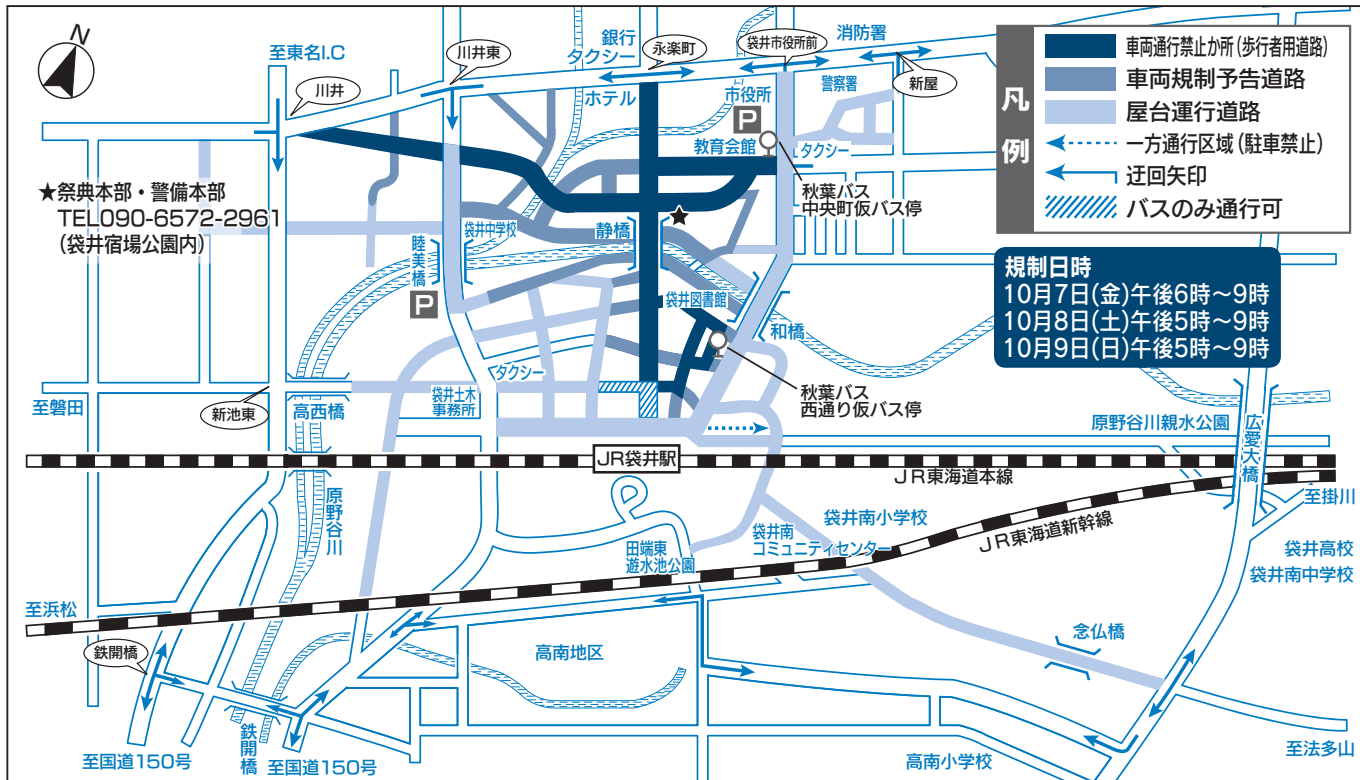 N
至東名I.C
川井
川井東
銀行
タクシー
永楽町
袋井市役所前
消防署
ホテル
市役所
警察署
新屋
P
教育会館
タクシー
秋葉バス
中央町仮バス停
★祭典本部・警備本部
TEL090-6572-2961
(袋井宿場公園内)
凡例
車両通行禁止か所(歩行者用道路)
車両規制予告道路
屋台運行道路
一方通行区域(駐車禁止)
迂回矢印
バスのみ通行可
規制日時
10月7日(金)午後6時〜9時
10月8日(土)午後5時〜9時
10月9日(日)午後5時〜9時
袋井中学校
静橋
★
睦美橋
P
袋井図書館
和橋
タクシー
袋井土木
事務所
秋葉バス
西通り仮バス停
至磐田
新池東
高西橋
原野谷川親水公園
広愛大橋
JR袋井駅
JR東海道本線
原野谷川
至掛川
袋井南小学校
袋井南
コミュニティセンター
JR東海道新幹線
田端東
遊水池公園
袋井高校
袋井南中学校
至浜松
鉄開橋
高南地区
念仏橋
鉄開橋
至国道150号
至国道150号
高南小学校
至法多山